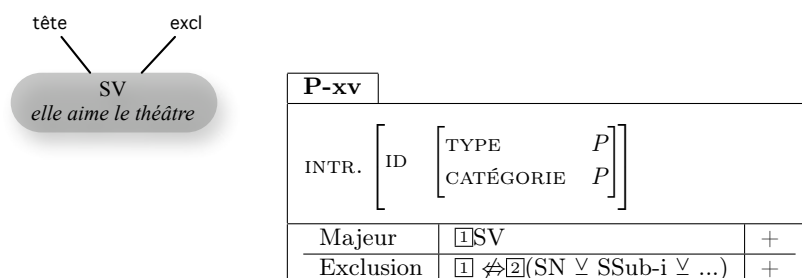 tête excl
SV
elle aime le théâtre
P-xv
INTR. [ID [TYPE P
CATÉGORIE P]]
Majeur 1SV +
Exclusion 1 ⇎2(SN ⊻ SSub-i ⊻ ...) +